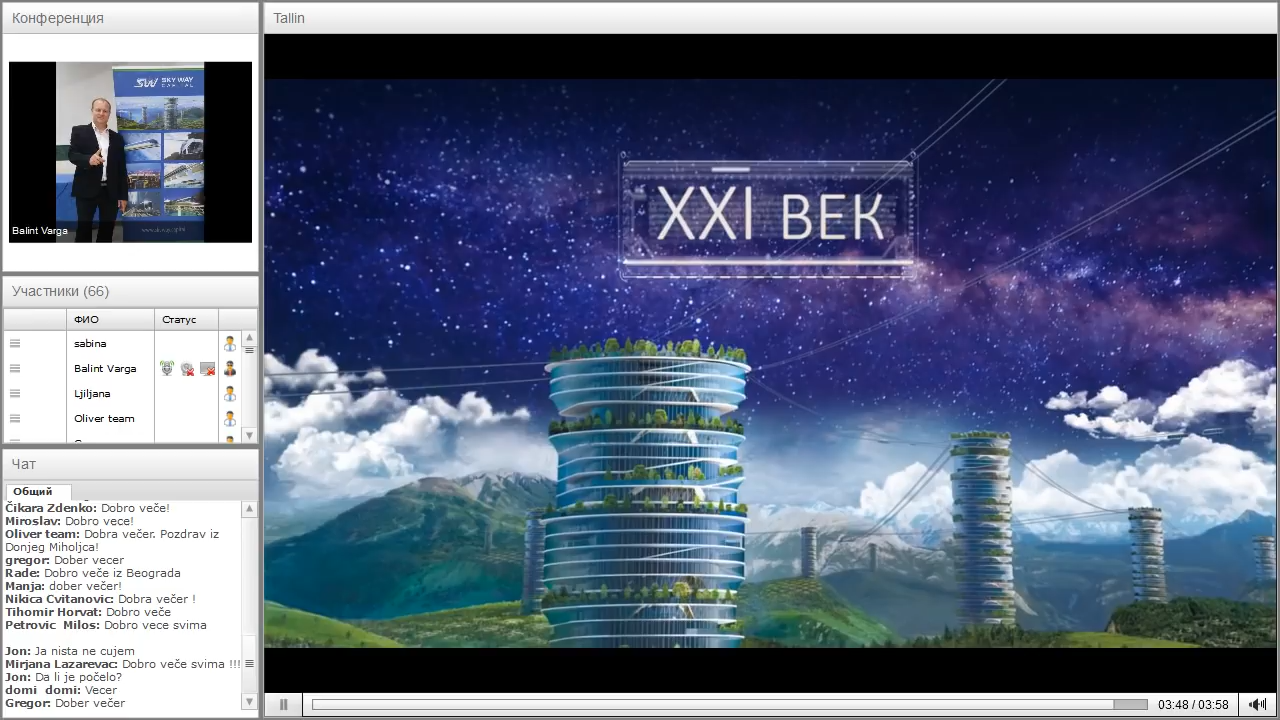 Конференция
SKY WAY
CAPITAL
Balint Varga
Участники (66)
ФИО
Статус
sabina
Balint Varga
Ljiljana
Oliver team
Чат
Общий
Čikara Zdenko: Dobro veče!
Miroslav: Dobro vece!
Oliver team: Dobra večer. Pozdrav iz
Donjeg Miholjca!
gregor: Dober vecer
Rade: Dobro veče iz Beograda
Manja: dober večer!
Nikica Cvitanovic: Dobra večer !
Tihomir Horvat: Dobro veče
Petrovic Milos: Dobro vece svima
Jon: Ja nista ne cujem
Mirjana Lazarevac: Dobro veče svima !!!
Jon: Da li je počelo?
domi domi: Vecer
Gregor: Dober večer
Tallin
XXI ВЕК
03:48 / 03:58